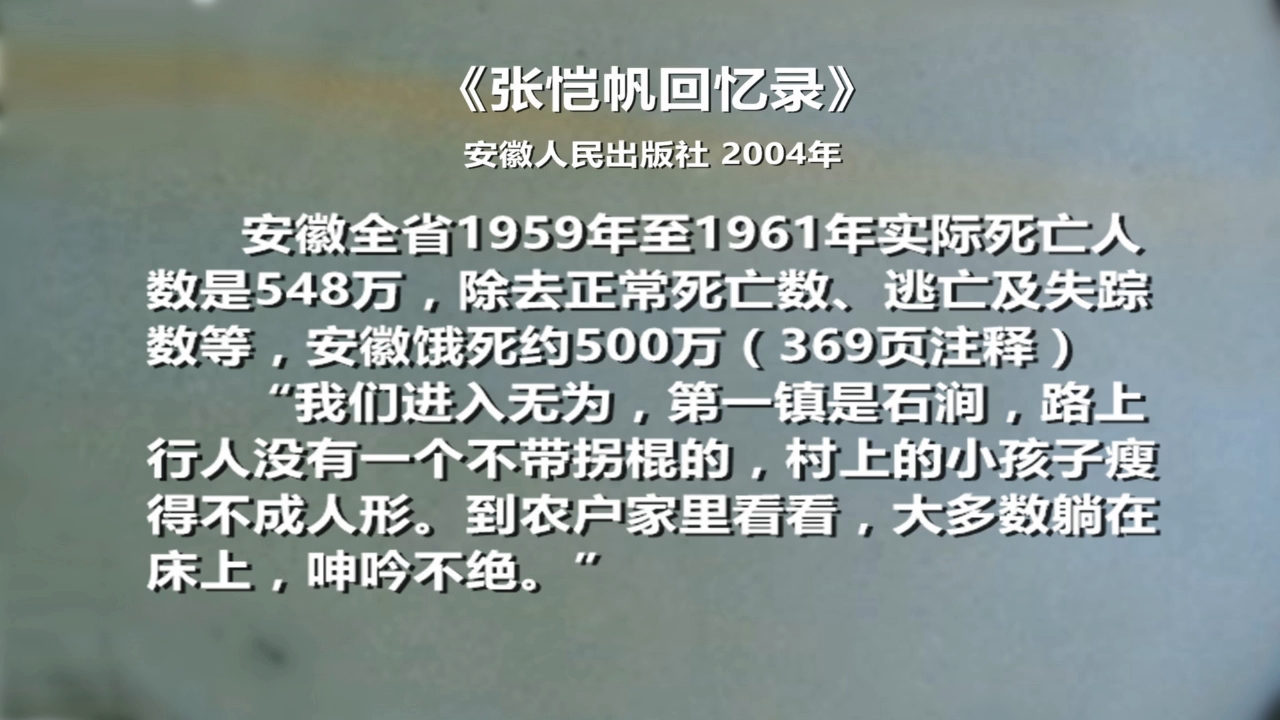 《张恺帆回忆录》
安徽人民出版社 2004年
安徽全省1959年至1961年实际死亡人
数是548万，除去正常死亡数、逃亡及失踪
数等，安徽饿死约500万（369页注释）
“我们进入无为，第一镇是石涧，路上
行人没有一个不带拐棍的，村上的小孩子瘦
得不成人形。到农户家里看看，大多数躺在
床上，呻吟不绝。”